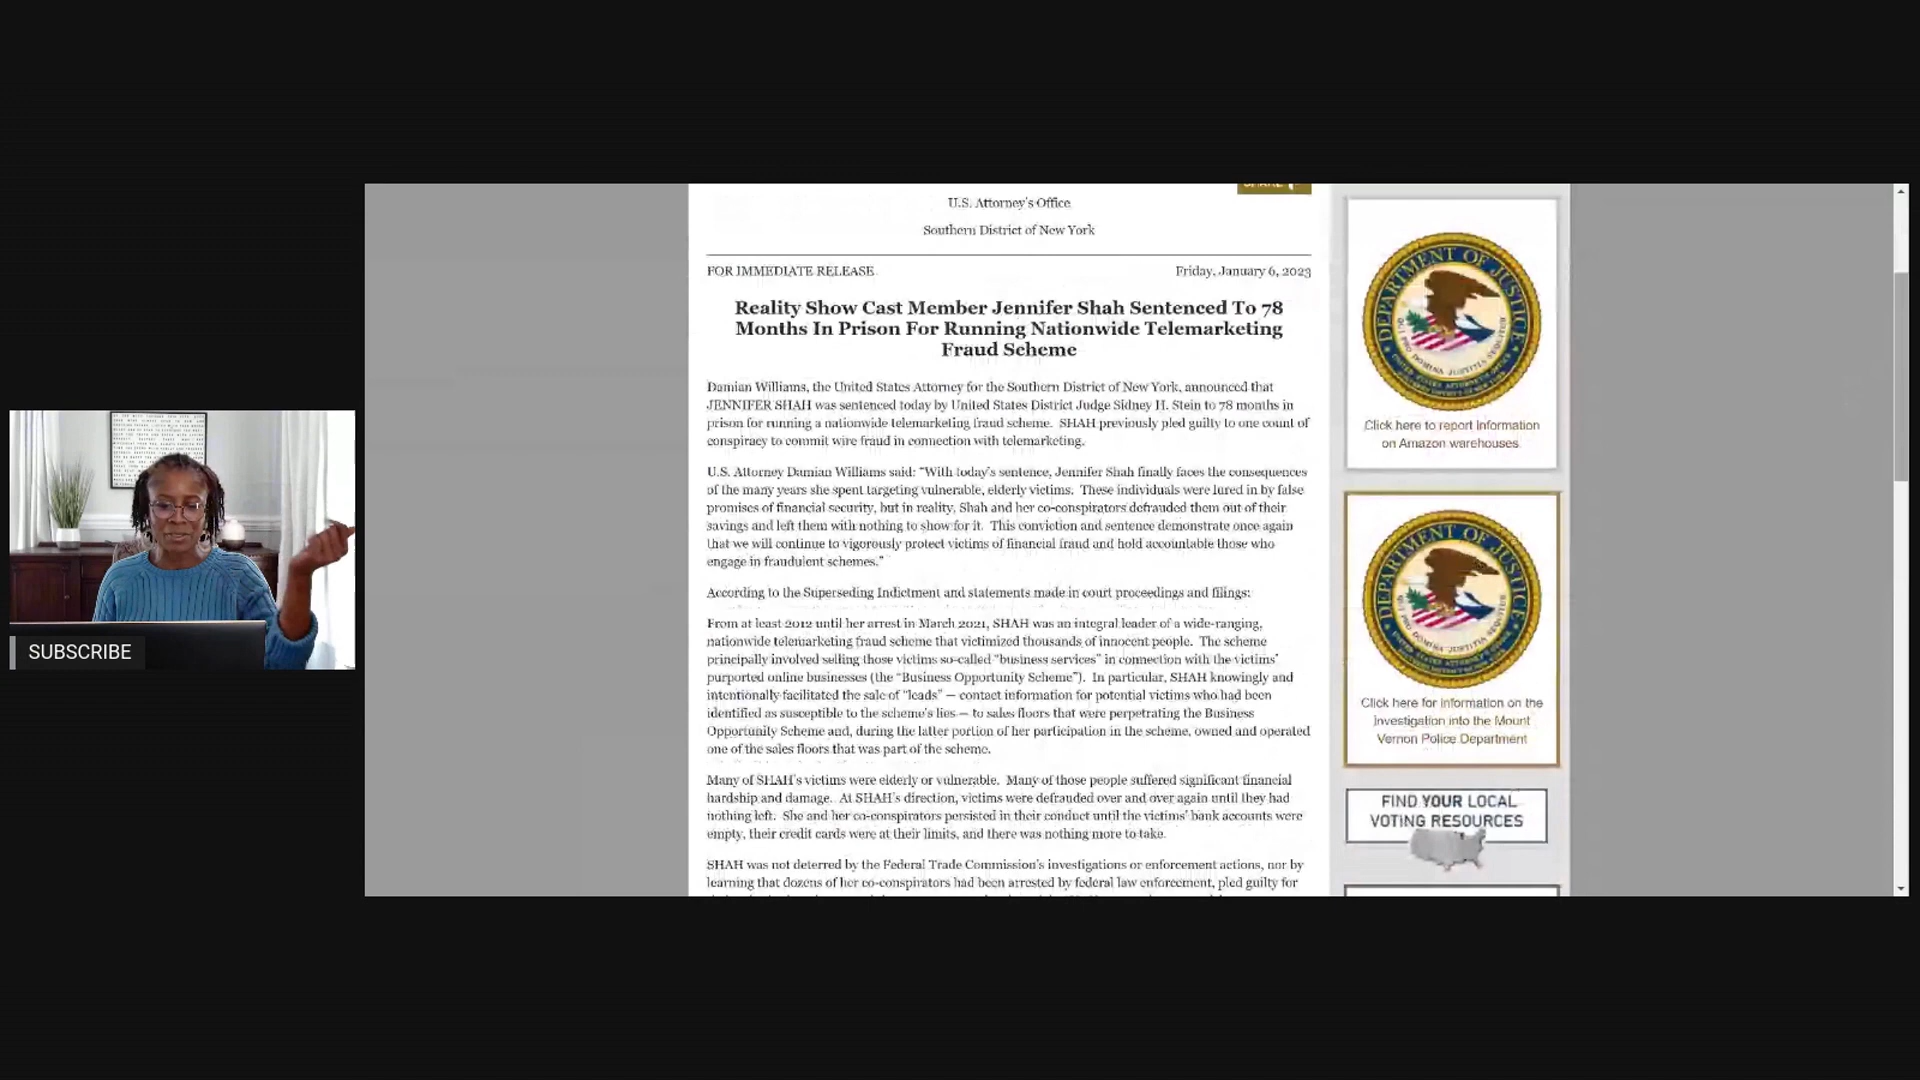 SHARE
U.S. Attorney's Office
Southern District of New York
FOR IMMEDIATE RELEASE
Friday, January 6, 2023
Reality Show Cast Member Jennifer Shah Sentenced To 78
Months In Prison For Running Nationwide Telemarketing
Fraud Scheme
Damian Williams, the United States Attorney for the Southern District of New York, announced that
JENNIFER SHAH was sentenced today by United States District Judge Sidney H. Stein to 78 months in
prison for running a nationwide telemarketing fraud scheme.  SHAH previously pled guilty to one count of
conspiracy to commit wire fraud in connection with telemarketing.
U.S. Attorney Damian Williams said: "With today's sentence, Jennifer Shah finally faces the consequences
of the many years she spent targeting vulnerable, elderly victims.  These individuals were lured in by false
promises of financial security, but in reality, Shah and her co-conspirators defrauded them out of their
savings and left them with nothing to show for it.  This conviction and sentence demonstrate once again
that we will continue to vigorously protect victims of financial fraud and hold accountable those who
engage in fraudulent schemes."
According to the Superseding Indictment and statements made in court proceedings and filings:
From at least 2012 until her arrest in March 2021, SHAH was an integral leader of a wide-ranging,
nationwide telemarketing fraud scheme that victimized thousands of innocent people.  The scheme
principally involved selling those victims so-called "business services" in connection with the victims'
purported online businesses (the "Business Opportunity Scheme").  In particular, SHAH knowingly and
intentionally facilitated the sale of "leads" — contact information for potential victims who had been
identified as susceptible to the scheme's lies — to sales floors that were perpetrating the Business
Opportunity Scheme and, during the latter portion of her participation in the scheme, owned and operated
one of the sales floors that was part of the scheme.
Many of SHAH's victims were elderly or vulnerable.  Many of those people suffered significant financial
hardship and damage.  At SHAH's direction, victims were defrauded over and over again until they had
nothing left.  She and her co-conspirators persisted in their conduct until the victims' bank accounts were
empty, their credit cards were at their limits, and there was nothing more to take.
SHAH was not deterred by the Federal Trade Commission's investigations or enforcement actions, nor by
learning that dozens of her co-conspirators had been arrested by federal law enforcement, pled guilty for
DEPARTMENT OF JUSTICE
QUI PRO DOMINA JUSTITIA SEQUITUR
Click here to report information
on Amazon warehouses
DEPARTMENT OF JUSTICE
QUI PRO DOMINA JUSTITIA SEQUITUR
Click here for information on the
investigation into the Mount
Vernon Police Department
FIND YOUR LOCAL
VOTING RESOURCES
SUBSCRIBE